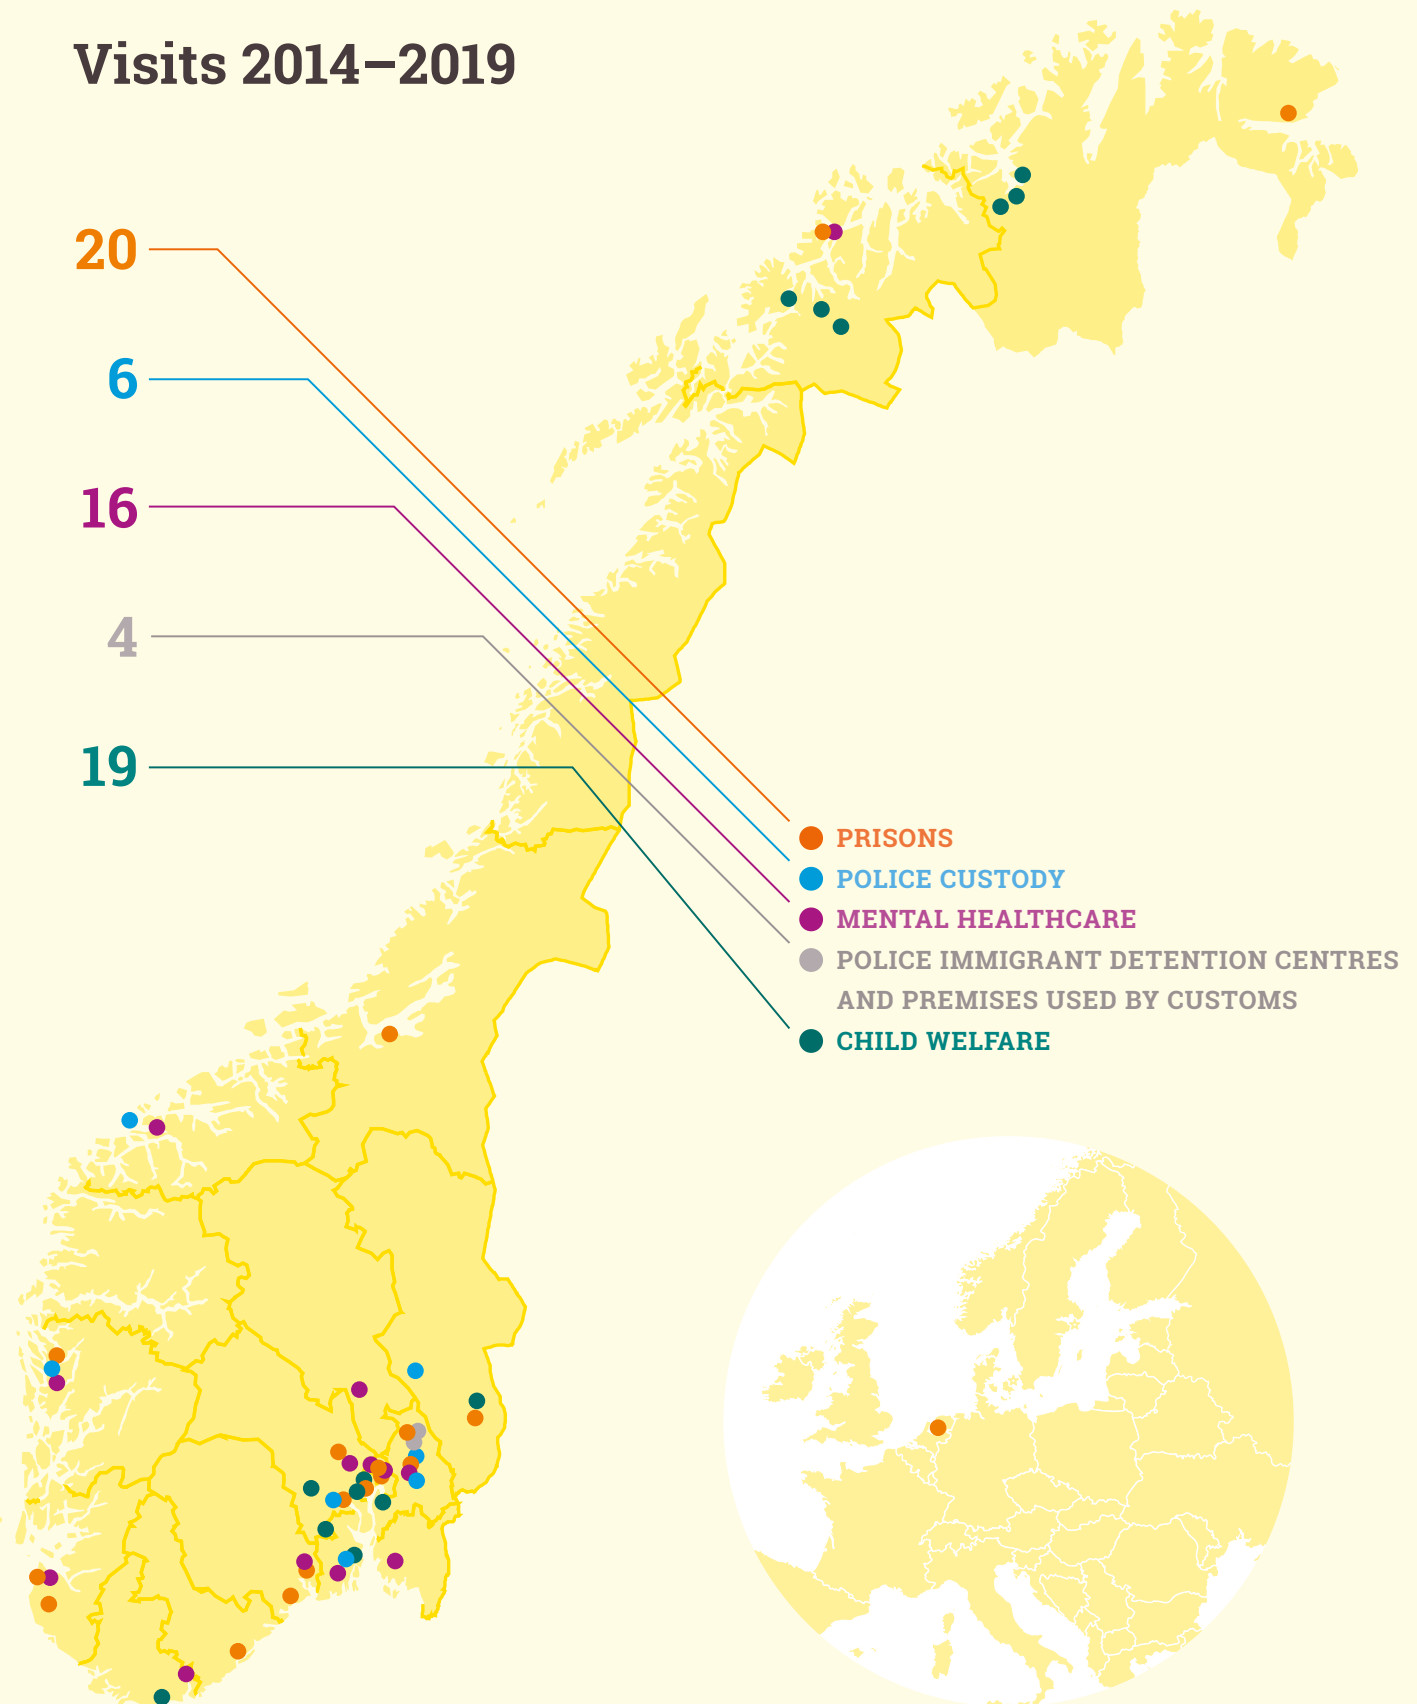 Visits 2014–2019
20
6
16
4
19
PRISONS
POLICE CUSTODY
MENTAL HEALTHCARE
POLICE IMMIGRANT DETENTION CENTRES
AND PREMISES USED BY CUSTOMS
CHILD WELFARE